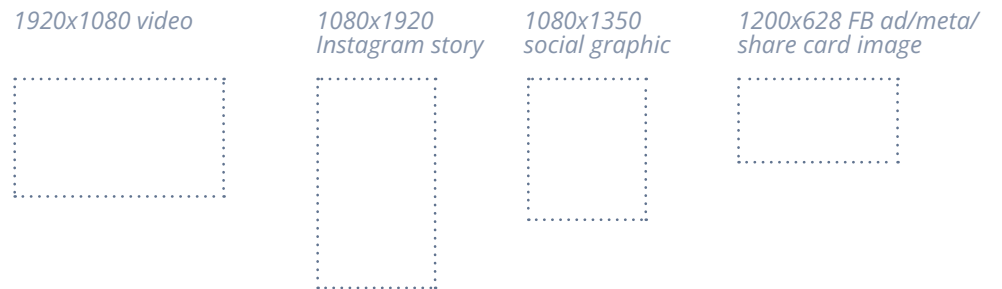 1920x1080 video
1080x1920
Instagram story
1080x1350
social graphic
1200x628 FB ad/meta/
share card image